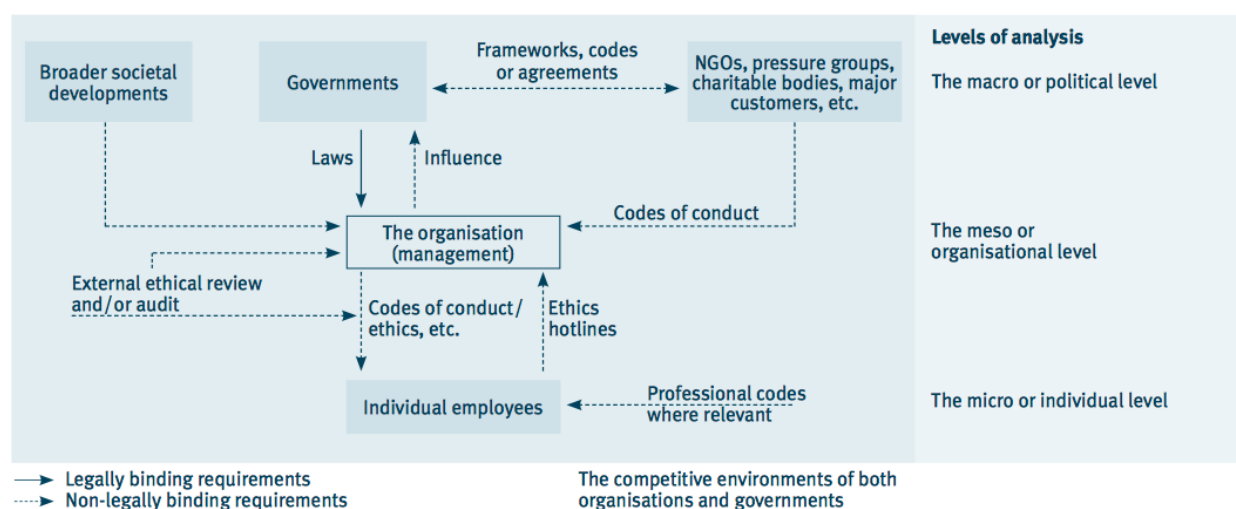 Levels of analysis
Broader societal
developments
Governments
Frameworks, codes
or agreements
NGOs, pressure groups,
charitable bodies, major
customers, etc.
The macro or political level
Laws
Influence
Codes of conduct
The organisation
(management)
The meso or
organisational level
External ethical review
and/or audit
Codes of conduct/
ethics, etc.
Ethics
hotlines
Individual employees
Professional codes
where relevant
The micro or individual level
Legally binding requirements
Non-legally binding requirements
The competitive environments of both
organisations and governments